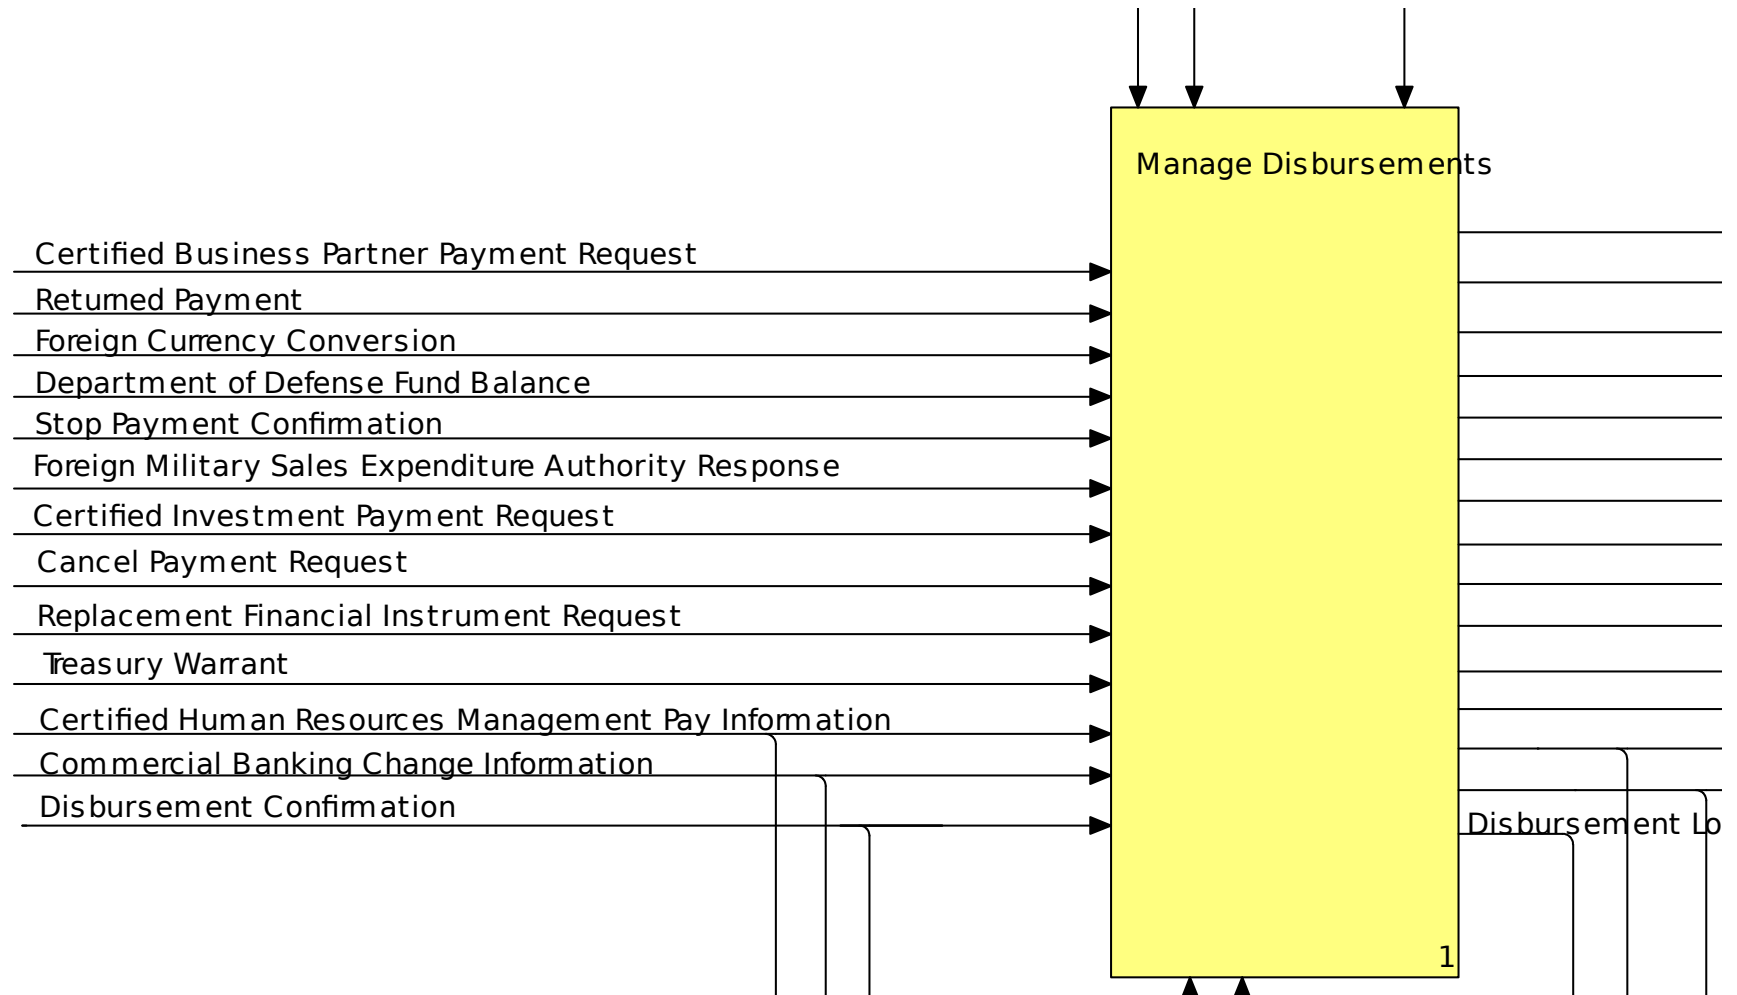 Manage Disbursements
Certified Business Partner Payment Request
Returned Payment
Foreign Currency Conversion
Department of Defense Fund Balance
Stop Payment Confirmation
Foreign Military Sales Expenditure Authority Response
Certified Investment Payment Request
Cancel Payment Request
Replacement Financial Instrument Request
Treasury Warrant
Certified Human Resources Management Pay Information
Commercial Banking Change Information
Disbursement Confirmation
Disbursement Lo
1